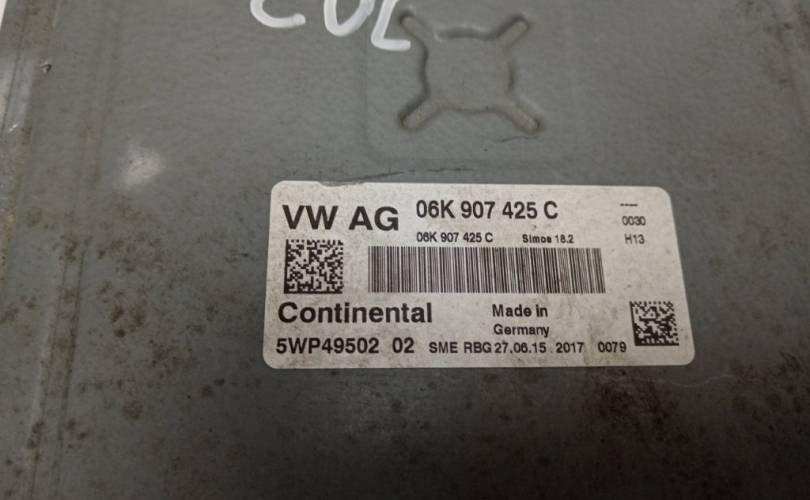 VW AG 06K 907 425 C
0030
06K 907 425 C Simos 18.2 H13
Continental Made in
Germany
5WP49502 02 SME RBG 27.06.15 2017 0079